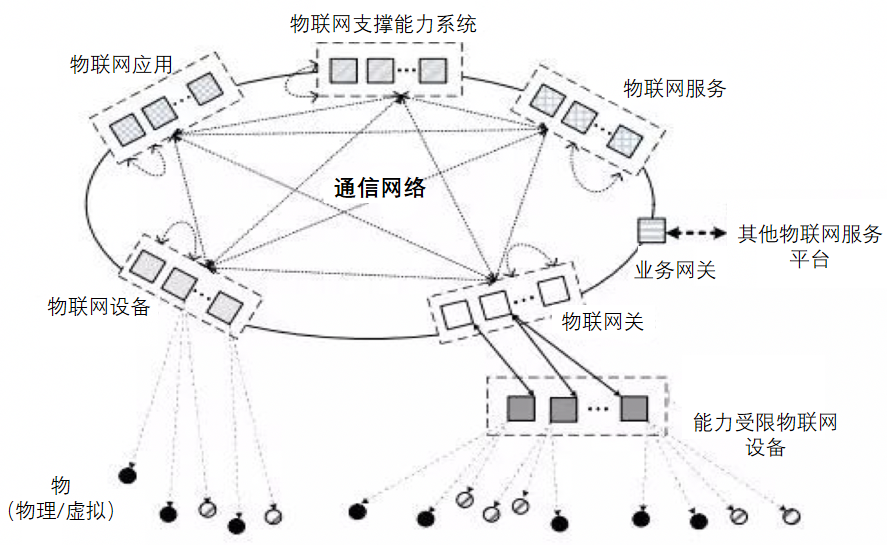 物联网支撑能力系统
物联网应用
物联网服务
通信网络
其他物联网服务
平台
业务网关
物联网设备
物联网关
能力受限物联网
设备
物
（物理/虚拟）